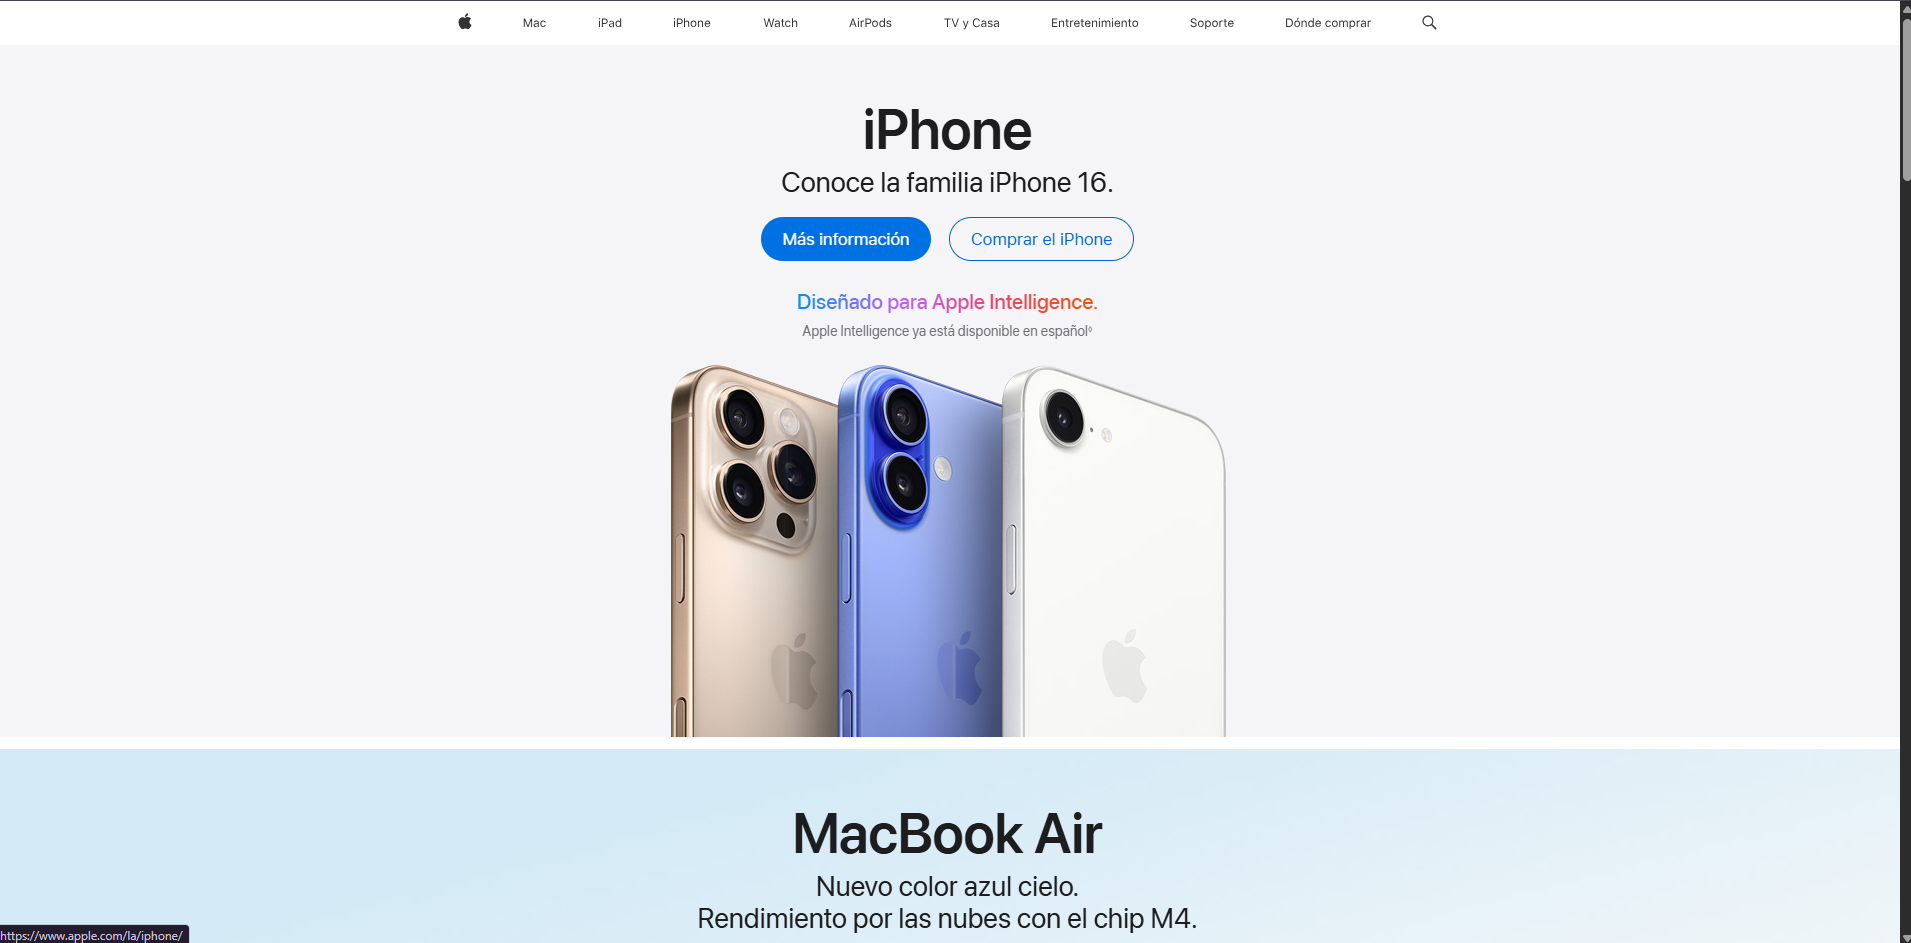 Mac iPad iPhone Watch AirPods TV y Casa Entretenimiento Soporte Dónde comprar
iPhone
Conoce la familia iPhone 16.
Más información Comprar el iPhone
Diseñado para Apple Intelligence.
Apple Intelligence ya está disponible en español◊
MacBook Air
Nuevo color azul cielo.
Rendimiento por las nubes con el chip M4.
https://www.apple.com/la/iphone/